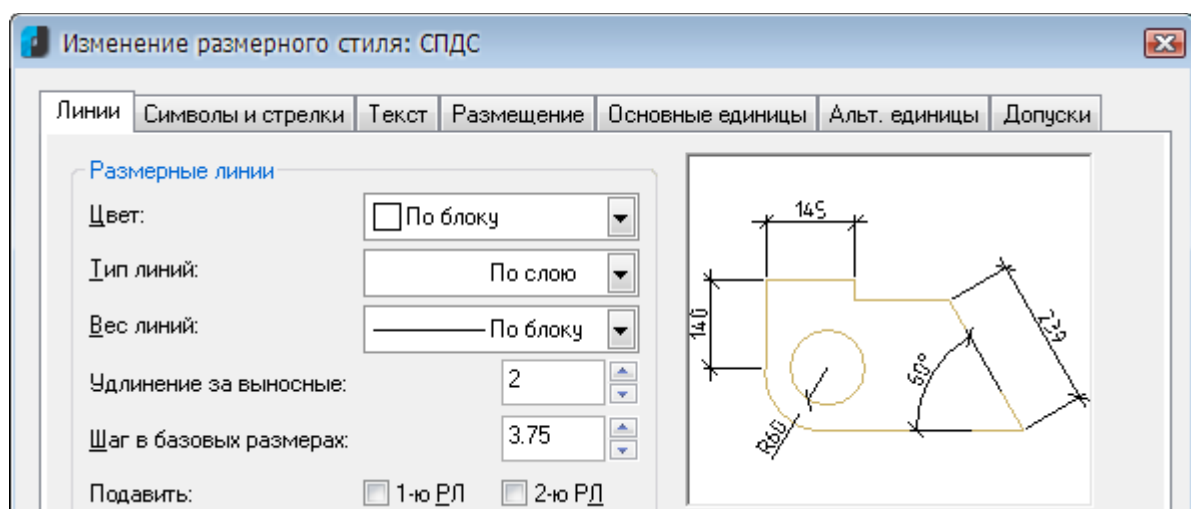 Изменение размерного стиля: СПДС
Линии Символы и стрелки Текст Размещение Основные единицы Альт. единицы Допуски
Размерные линии
Цвет: По блоку
Тип линий: По слою
Вес линий: По блоку
Удлинение за выносные: 2
Шаг в базовых размерах: 3.75
Подавить: 1-ю РЛ 2-ю РЛ
145
140
239
60°
R60